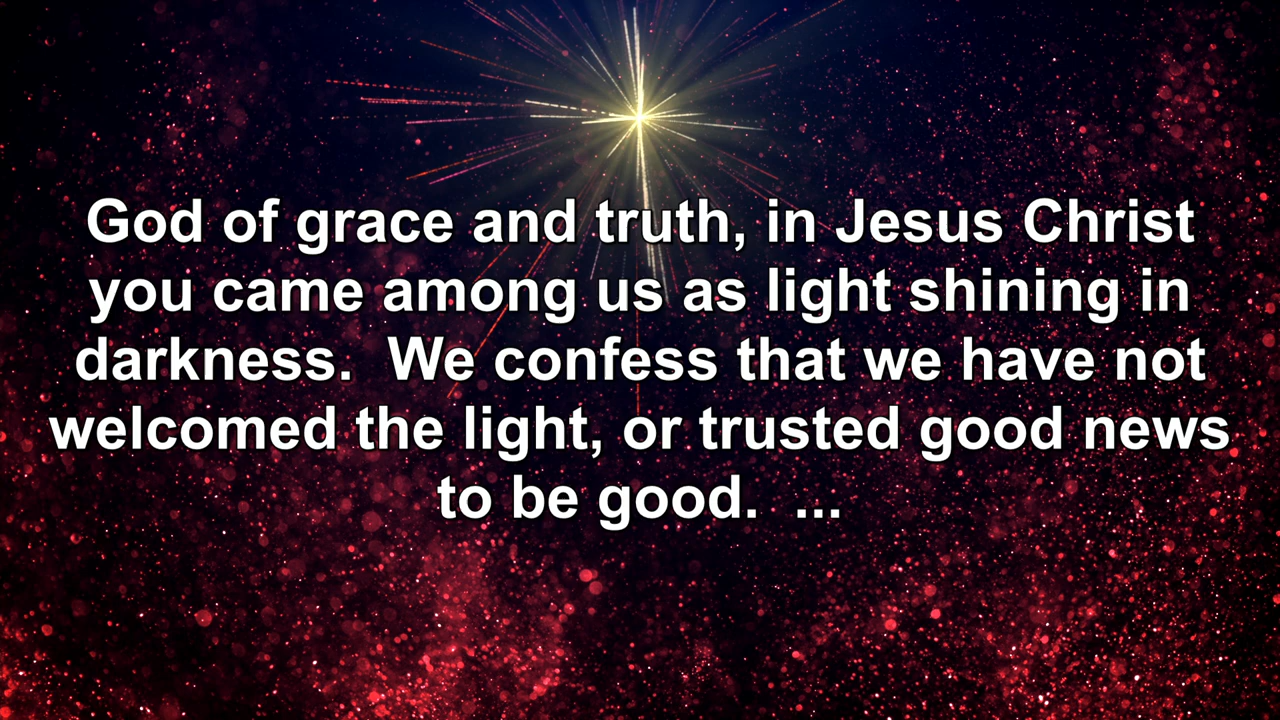 God of grace and truth, in Jesus Christ
you came among us as light shining in
darkness.  We confess that we have not
welcomed the light, or trusted good news
to be good.  ...